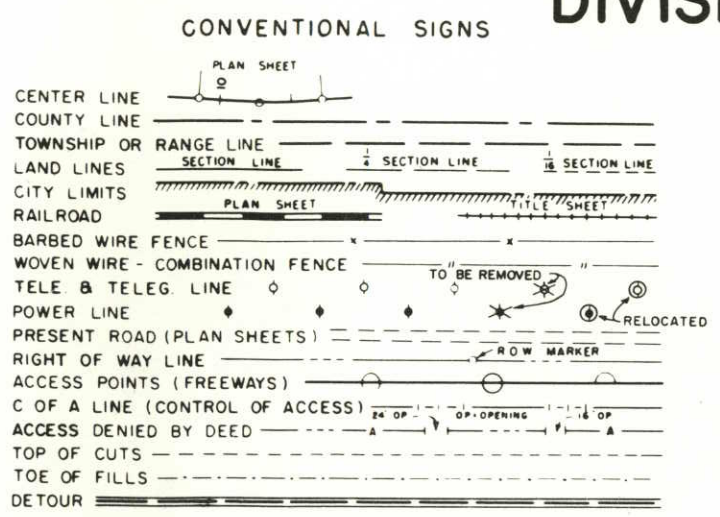 DIVISI
CONVENTIONAL SIGNS
PLAN SHEET
CENTER LINE
COUNTY LINE
TOWNSHIP OR RANGE LINE
LAND LINES SECTION LINE 1/4 SECTION LINE 1/16 SECTION LINE
CITY LIMITS
RAILROAD PLAN SHEET TITLE SHEET
BARBED WIRE FENCE x x
WOVEN WIRE - COMBINATION FENCE " "
TO BE REMOVED
TELE. & TELEG. LINE
POWER LINE
RELOCATED
PRESENT ROAD (PLAN SHEETS)
RIGHT OF WAY LINE ROW MARKER
ACCESS POINTS (FREEWAYS)
C OF A LINE (CONTROL OF ACCESS)
24' OP OP-OPENING 16' OP
ACCESS DENIED BY DEED A A
TOP OF CUTS
TOE OF FILLS
DETOUR